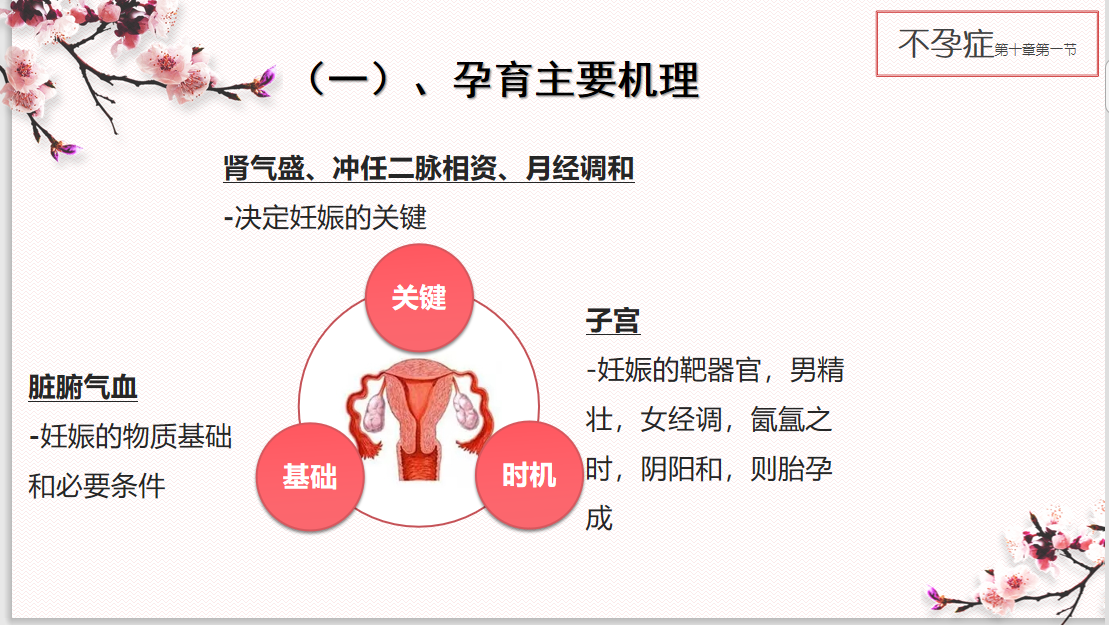 不孕症第十章第一节
（一）、孕育主要机理
肾气盛、冲任二脉相资、月经调和
-决定妊娠的关键
关键
子宫
-妊娠的靶器官，男精
壮，女经调，氤氲之
时，阴阳和，则胎孕
成
脏腑气血
-妊娠的物质基础
和必要条件
基础
时机